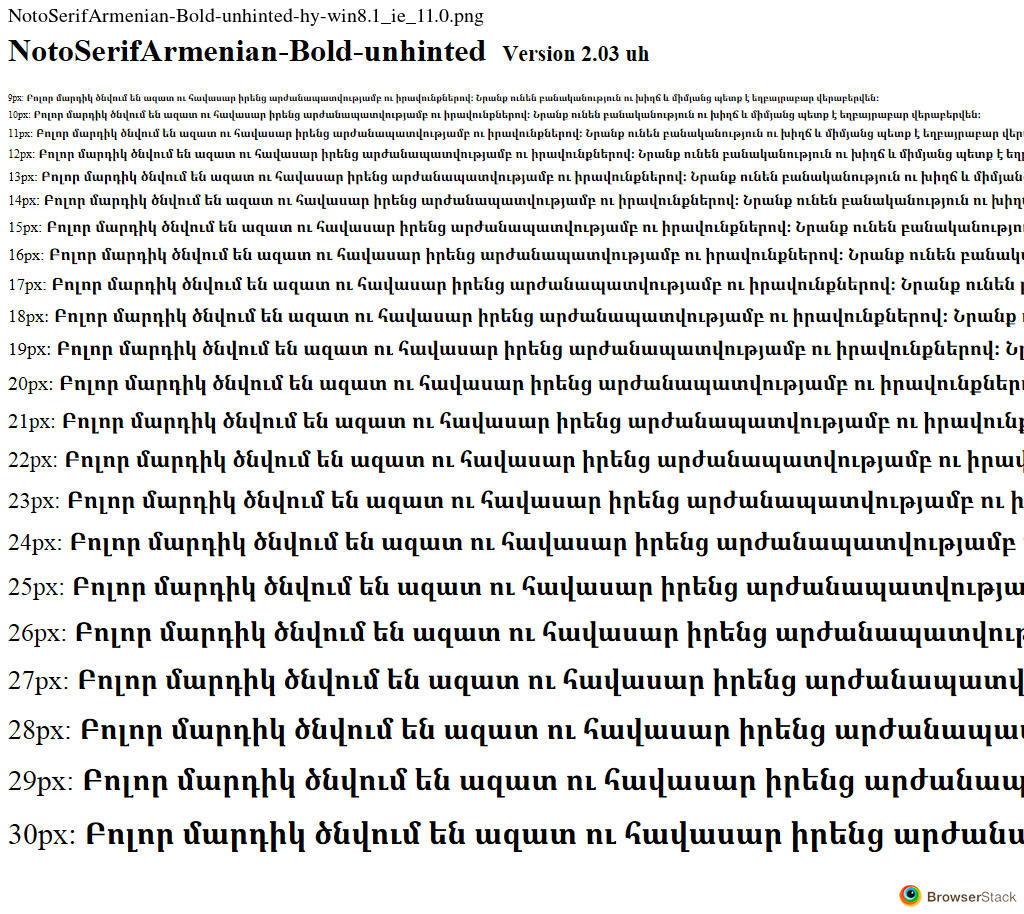 NotoSerifArmenian-Bold-unhinted-hy-win8.1_ie_11.0.png
NotoSerifArmenian-Bold-unhinted Version 2.03 uh
9px: Բոլոր մարդիկ ծնվում են ազատ ու հավասար իրենց արժանապատվությամբ ու իրավունքներով: Նրանք ունեն բանականություն ու խիղճ և միմյանց պետք է եղբայրաբար վերաբերվեն:
10px: Բոլոր մարդիկ ծնվում են ազատ ու հավասար իրենց արժանապատվությամբ ու իրավունքներով: Նրանք ունեն բանականություն ու խիղճ և միմյանց պետք է եղբայրաբար վերաբերվեն:
11px: Բոլոր մարդիկ ծնվում են ազատ ու հավասար իրենց արժանապատվությամբ ու իրավունքներով: Նրանք ունեն բանականություն ու խիղճ և միմյանց պետք է եղբայրաբար վերա
12px: Բոլոր մարդիկ ծնվում են ազատ ու հավասար իրենց արժանապատվությամբ ու իրավունքներով: Նրանք ունեն բանականություն ու խիղճ և միմյանց պետք է եղ
13px: Բոլոր մարդիկ ծնվում են ազատ ու հավասար իրենց արժանապատվությամբ ու իրավունքներով: Նրանք ունեն բանականություն ու խիղճ և միմյան
14px: Բոլոր մարդիկ ծնվում են ազատ ու հավասար իրենց արժանապատվությամբ ու իրավունքներով: Նրանք ունեն բանականություն ու խիղ
15px: Բոլոր մարդիկ ծնվում են ազատ ու հավասար իրենց արժանապատվությամբ ու իրավունքներով: Նրանք ունեն բանականությու
16px: Բոլոր մարդիկ ծնվում են ազատ ու հավասար իրենց արժանապատվությամբ ու իրավունքներով: Նրանք ունեն բանակ
17px: Բոլոր մարդիկ ծնվում են ազատ ու հավասար իրենց արժանապատվությամբ ու իրավունքներով: Նրանք ունեն
18px: Բոլոր մարդիկ ծնվում են ազատ ու հավասար իրենց արժանապատվությամբ ու իրավունքներով: Նրանք
19px: Բոլոր մարդիկ ծնվում են ազատ ու հավասար իրենց արժանապատվությամբ ու իրավունքներով: Նր
20px: Բոլոր մարդիկ ծնվում են ազատ ու հավասար իրենց արժանապատվությամբ ու իրավունքներ
21px: Բոլոր մարդիկ ծնվում են ազատ ու հավասար իրենց արժանապատվությամբ ու իրավունք
22px: Բոլոր մարդիկ ծնվում են ազատ ու հավասար իրենց արժանապատվությամբ ու իրավ
23px: Բոլոր մարդիկ ծնվում են ազատ ու հավասար իրենց արժանապատվությամբ ու ի
24px: Բոլոր մարդիկ ծնվում են ազատ ու հավասար իրենց արժանապատվությամբ
25px: Բոլոր մարդիկ ծնվում են ազատ ու հավասար իրենց արժանապատվությա
26px: Բոլոր մարդիկ ծնվում են ազատ ու հավասար իրենց արժանապատվութ
27px: Բոլոր մարդիկ ծնվում են ազատ ու հավասար իրենց արժանապատվ
28px: Բոլոր մարդիկ ծնվում են ազատ ու հավասար իրենց արժանապատ
29px: Բոլոր մարդիկ ծնվում են ազատ ու հավասար իրենց արժանապ
30px: Բոլոր մարդիկ ծնվում են ազատ ու հավասար իրենց արժանա
BrowserStack